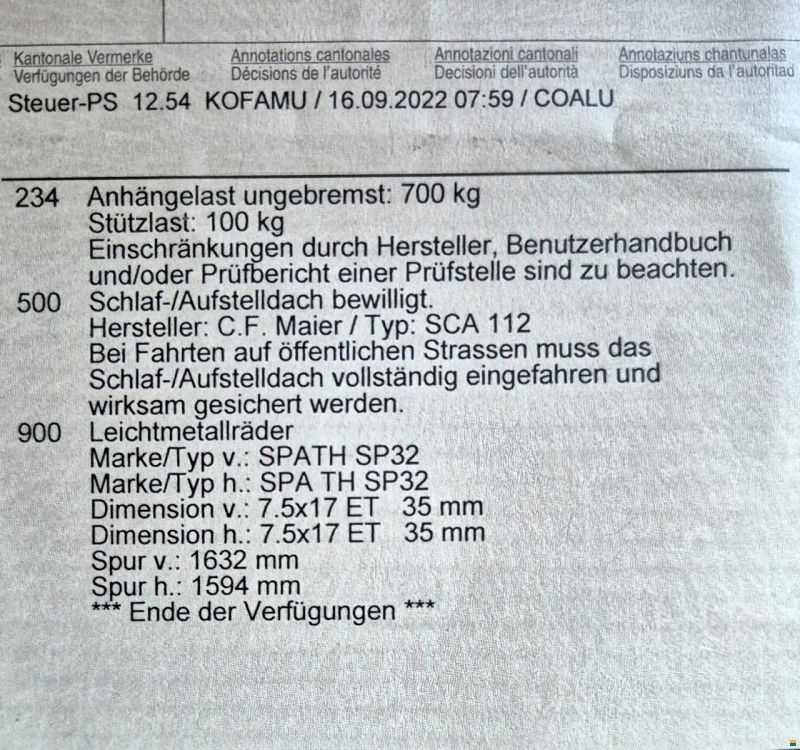 Kantonale Vermerke Annotations cantonales Annotazioni cantonali Annotaziuns chantunalas
Verfügungen der Behörde Décisions de l'autorité Decisioni dell'autorità Disposiziuns da l'autoritad
Steuer-PS 12.54 KOFAMU / 16.09.2022 07:59 / COALU
234 Anhängelast ungebremst: 700 kg
Stützlast: 100 kg
Einschränkungen durch Hersteller, Benutzerhandbuch
und/oder Prüfbericht einer Prüfstelle sind zu beachten.
500 Schlaf-/Aufstelldach bewilligt.
Hersteller: C.F. Maier / Typ: SCA 112
Bei Fahrten auf öffentlichen Strassen muss das
Schlaf-/Aufstelldach vollständig eingefahren und
wirksam gesichert werden.
900 Leichtmetallräder
Marke/Typ v.: SPATH SP32
Marke/Typ h.: SPA TH SP32
Dimension v.: 7.5x17 ET 35 mm
Dimension h.: 7.5x17 ET 35 mm
Spur v.: 1632 mm
Spur h.: 1594 mm
*** Ende der Verfügungen ***